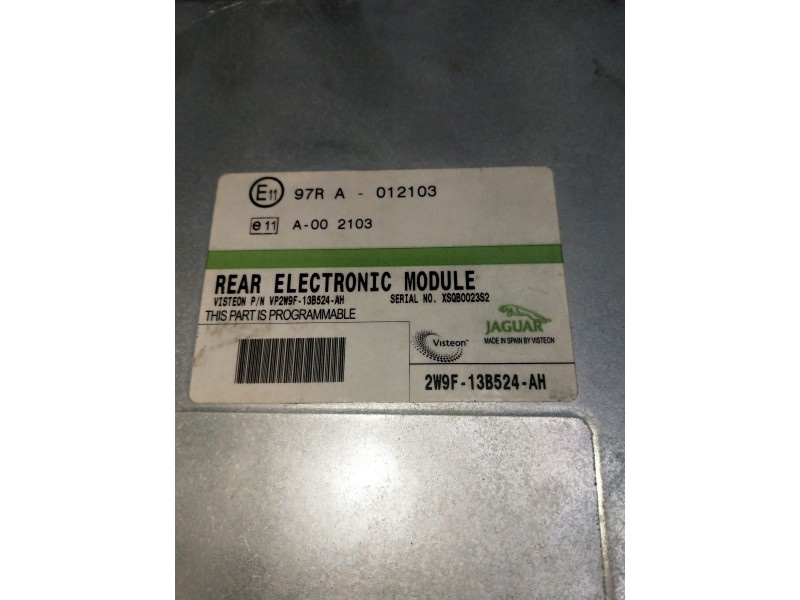 E11 97R A - 012103
e11 A-00 2103
REAR ELECTRONIC MODULE
VISTEON P/N VP2W9F-13B524-AH SERIAL NO. XSQB0023S2
THIS PART IS PROGRAMMABLE
JAGUAR
Visteon
MADE IN SPAIN BY VISTEON
2W9F-13B524-AH